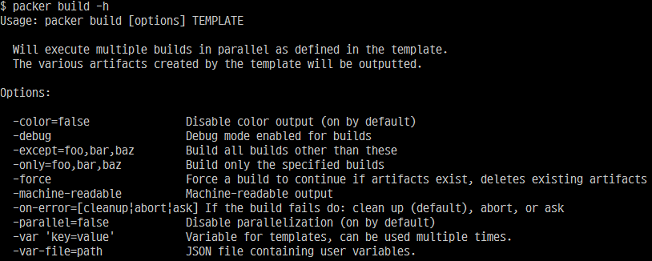 $ packer build -h
Usage: packer build [options] TEMPLATE
Will execute multiple builds in parallel as defined in the template.
The various artifacts created by the template will be outputted.
Options:
-color=false Disable color output (on by default)
-debug Debug mode enabled for builds
-except=foo,bar,baz Build all builds other than these
-only=foo,bar,baz Build only the specified builds
-force Force a build to continue if artifacts exist, deletes existing artifacts
-machine-readable Machine-readable output
-on-error=[cleanup¦abort¦ask] If the build fails do: clean up (default), abort, or ask
-parallel=false Disable parallelization (on by default)
-var 'key=value' Variable for templates, can be used multiple times.
-var-file=path JSON file containing user variables.